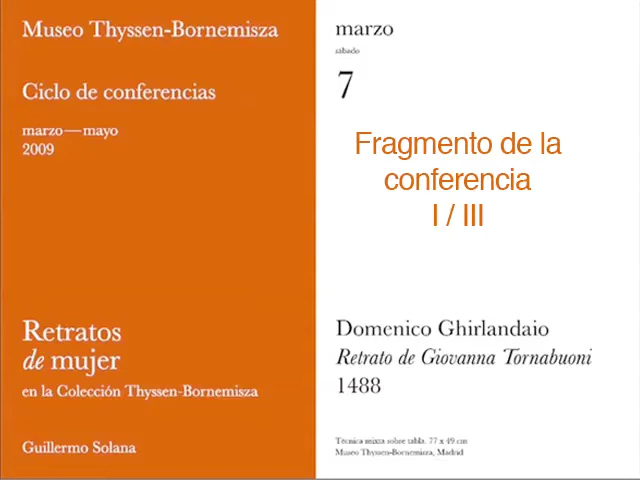 Museo Thyssen-Bornemisza
Ciclo de conferencias
marzo—mayo
2009
Retratos
de mujer
en la Colección Thyssen-Bornemisza
Guillermo Solana
marzo
sábado
7
Fragmento de la
conferencia
I / III
Domenico Ghirlandaio
Retrato de Giovanna Tornabuoni
1488
Técnica mixta sobre tabla. 77 x 49 cm
Museo Thyssen-Bornemisza, Madrid